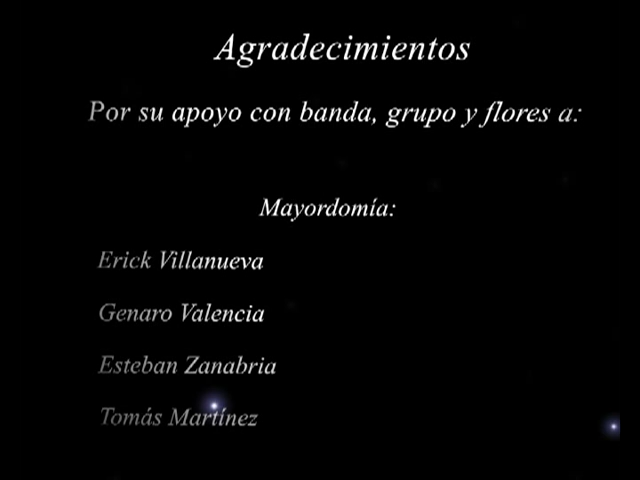 Agradecimientos
Por su apoyo con banda, grupo y flores a:
Mayordomía:
Erick Villanueva
Genaro Valencia
Esteban Zanabria
Tomás Martínez